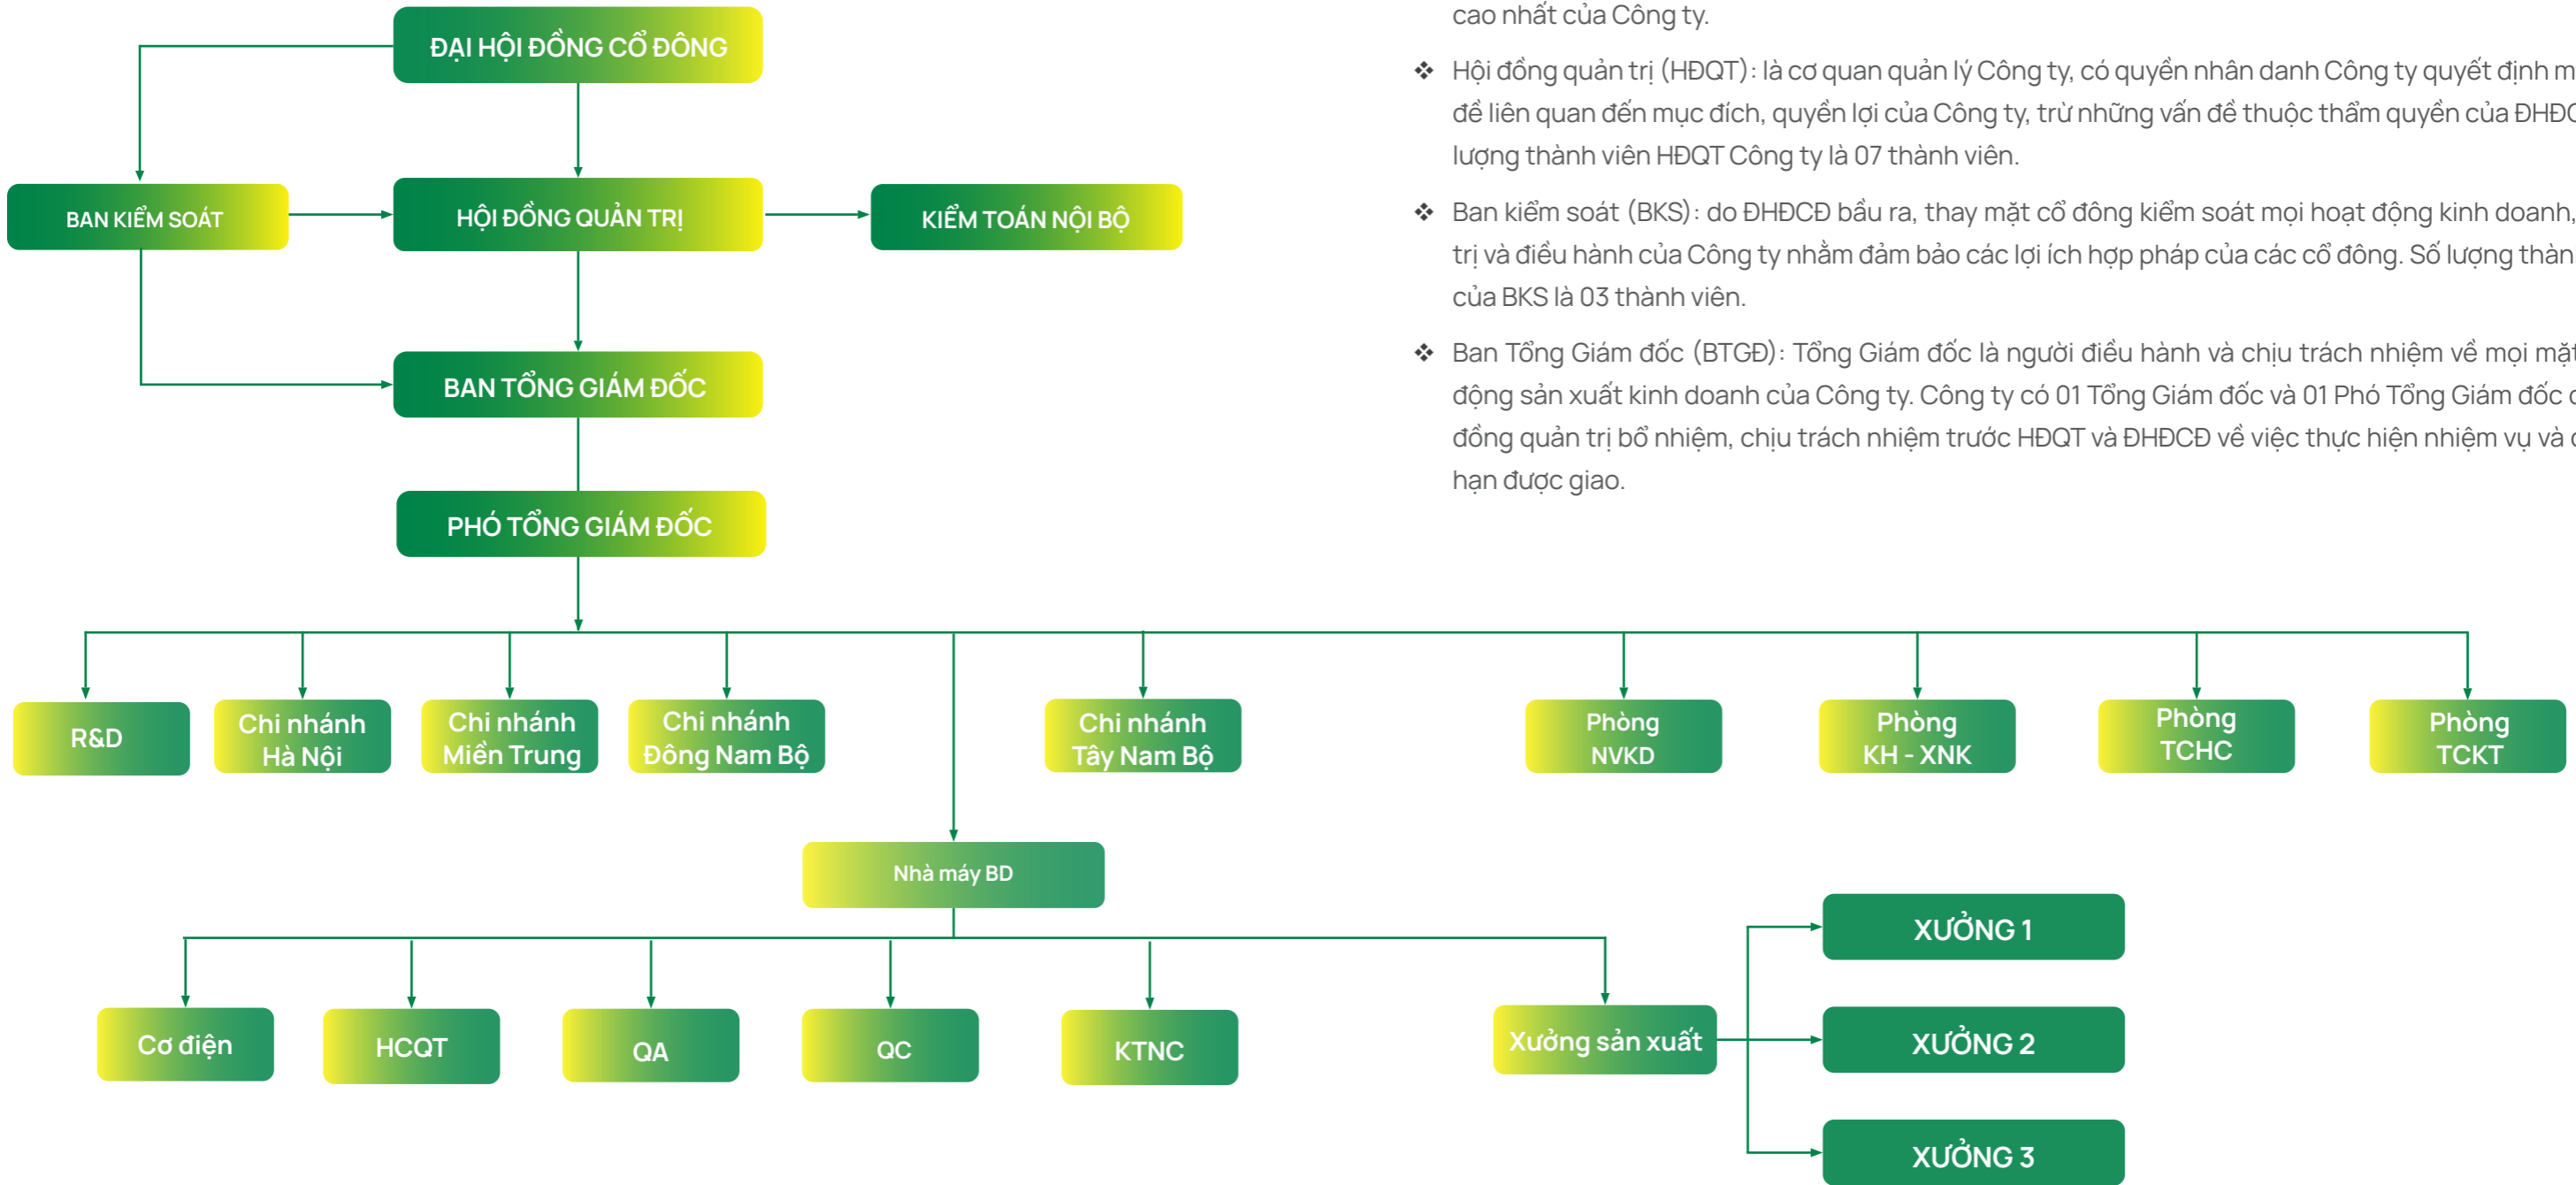 cao nhất của Công ty.
❖ Hội đồng quản trị (HĐQT): là cơ quan quản lý Công ty, có quyền nhân danh Công ty quyết định
đề liên quan đến mục đích, quyền lợi của Công ty, trừ những vấn đề thuộc thẩm quyền của
lượng thành viên HĐQT Công ty là 07 thành viên.
❖ Ban kiểm soát (BKS): do ĐHĐCĐ bầu ra, thay mặt cổ đông kiểm soát mọi hoạt động kinh doanh,
trị và điều hành của Công ty nhằm đảm bảo các lợi ích hợp pháp của các cổ đông. Số lượng
của BKS là 03 thành viên.
❖ Ban Tổng Giám đốc (BTGĐ): Tổng Giám đốc là người điều hành và chịu trách nhiệm về mọi
động sản xuất kinh doanh của Công ty. Công ty có 01 Tổng Giám đốc và 01 Phó Tổng Giám đốc
đồng quản trị bổ nhiệm, chịu trách nhiệm trước HĐQT và ĐHĐCĐ về việc thực hiện nhiệm vụ và
hạn được giao.
ĐẠI HỘI ĐỒNG CỔ ĐÔNG
BAN KIỂM SOÁT
HỘI ĐỒNG QUẢN TRỊ
KIỂM TOÁN NỘI BỘ
BAN TỔNG GIÁM ĐỐC
PHÓ TỔNG GIÁM ĐỐC
R&D
Chi nhánh
Hà Nội
Chi nhánh
Miền Trung
Chi nhánh
Đông Nam Bộ
Chi nhánh
Tây Nam Bộ
Phòng
NVKD
Phòng
KH - XNK
Phòng
TCHC
Phòng
TCKT
Nhà máy BD
Cơ điện
HCQT
QA
QC
KTNC
Xưởng sản xuất
XƯỞNG 1
XƯỞNG 2
XƯỞNG 3